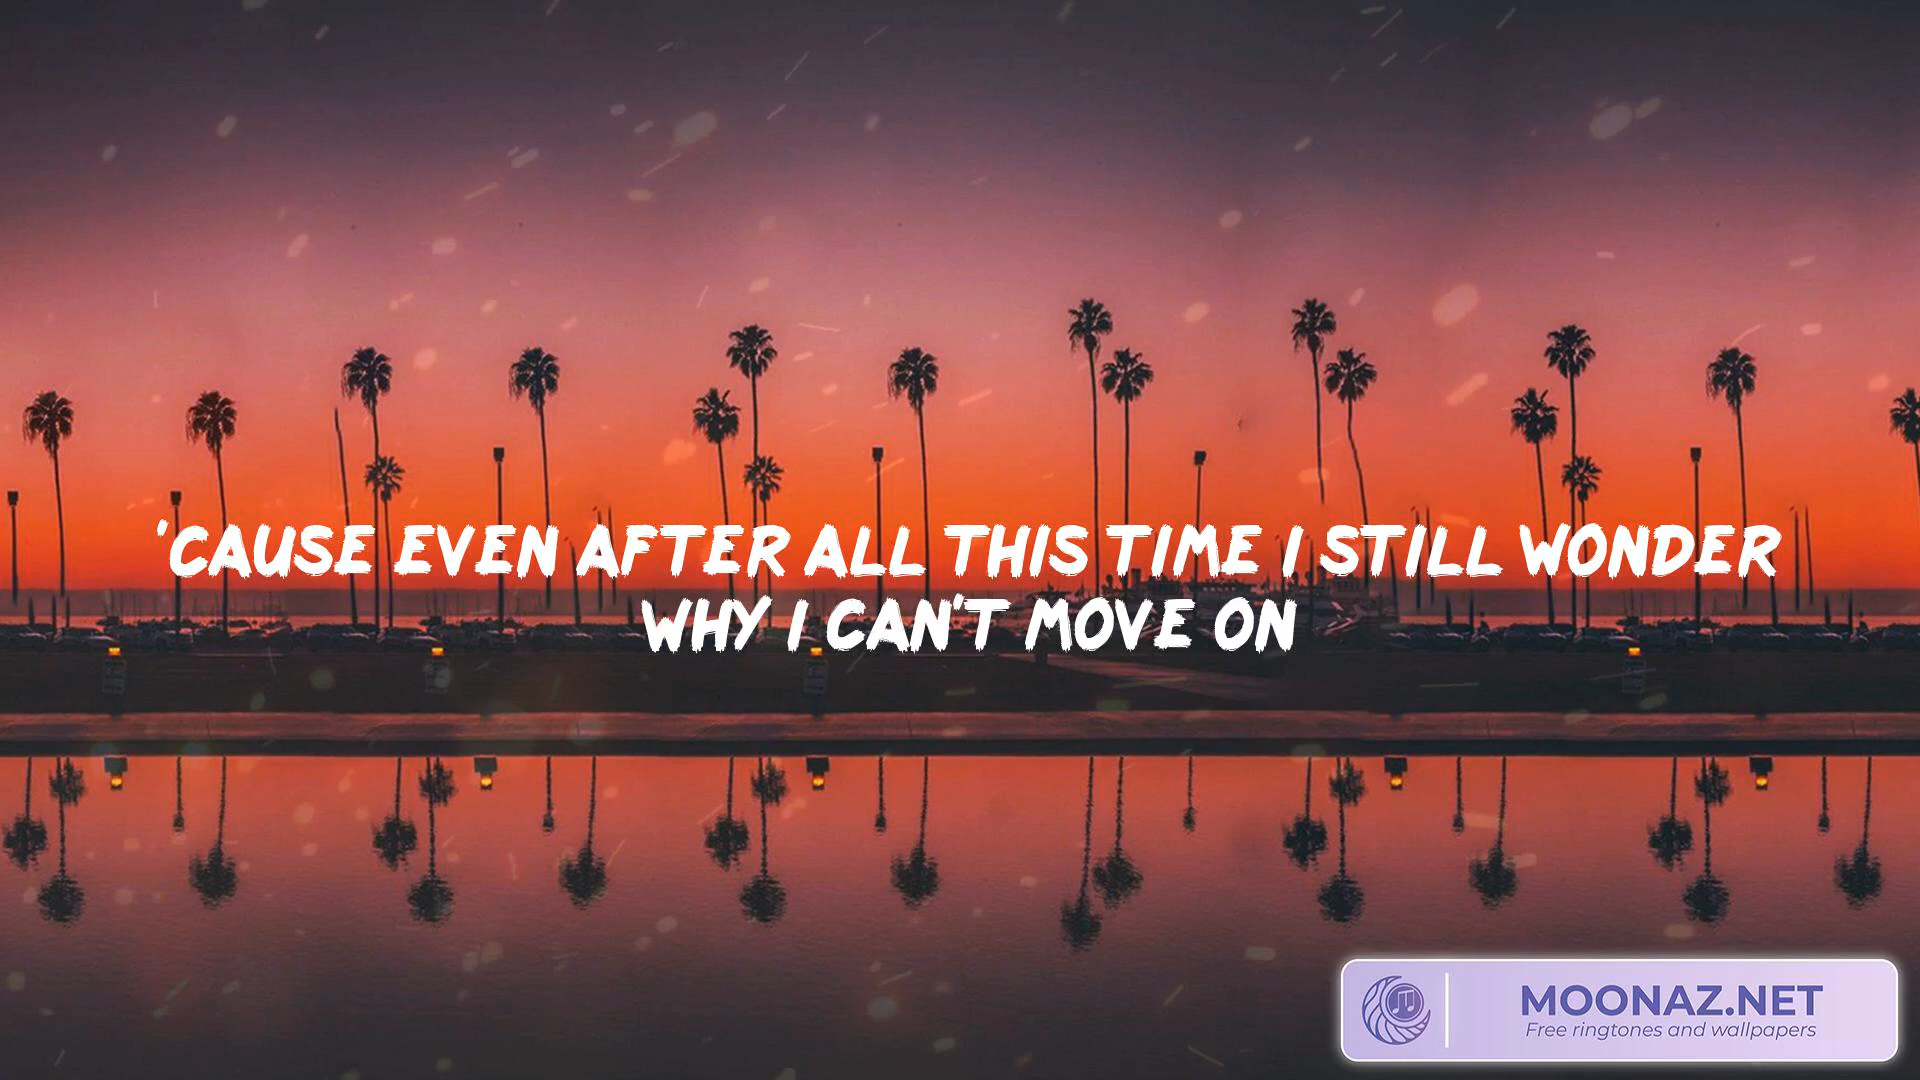 'CAUSE EVEN AFTER ALL THIS TIME I STILL WONDER
WHY I CAN'T MOVE ON
MOONAZ.NET
Free ringtones and wallpapers